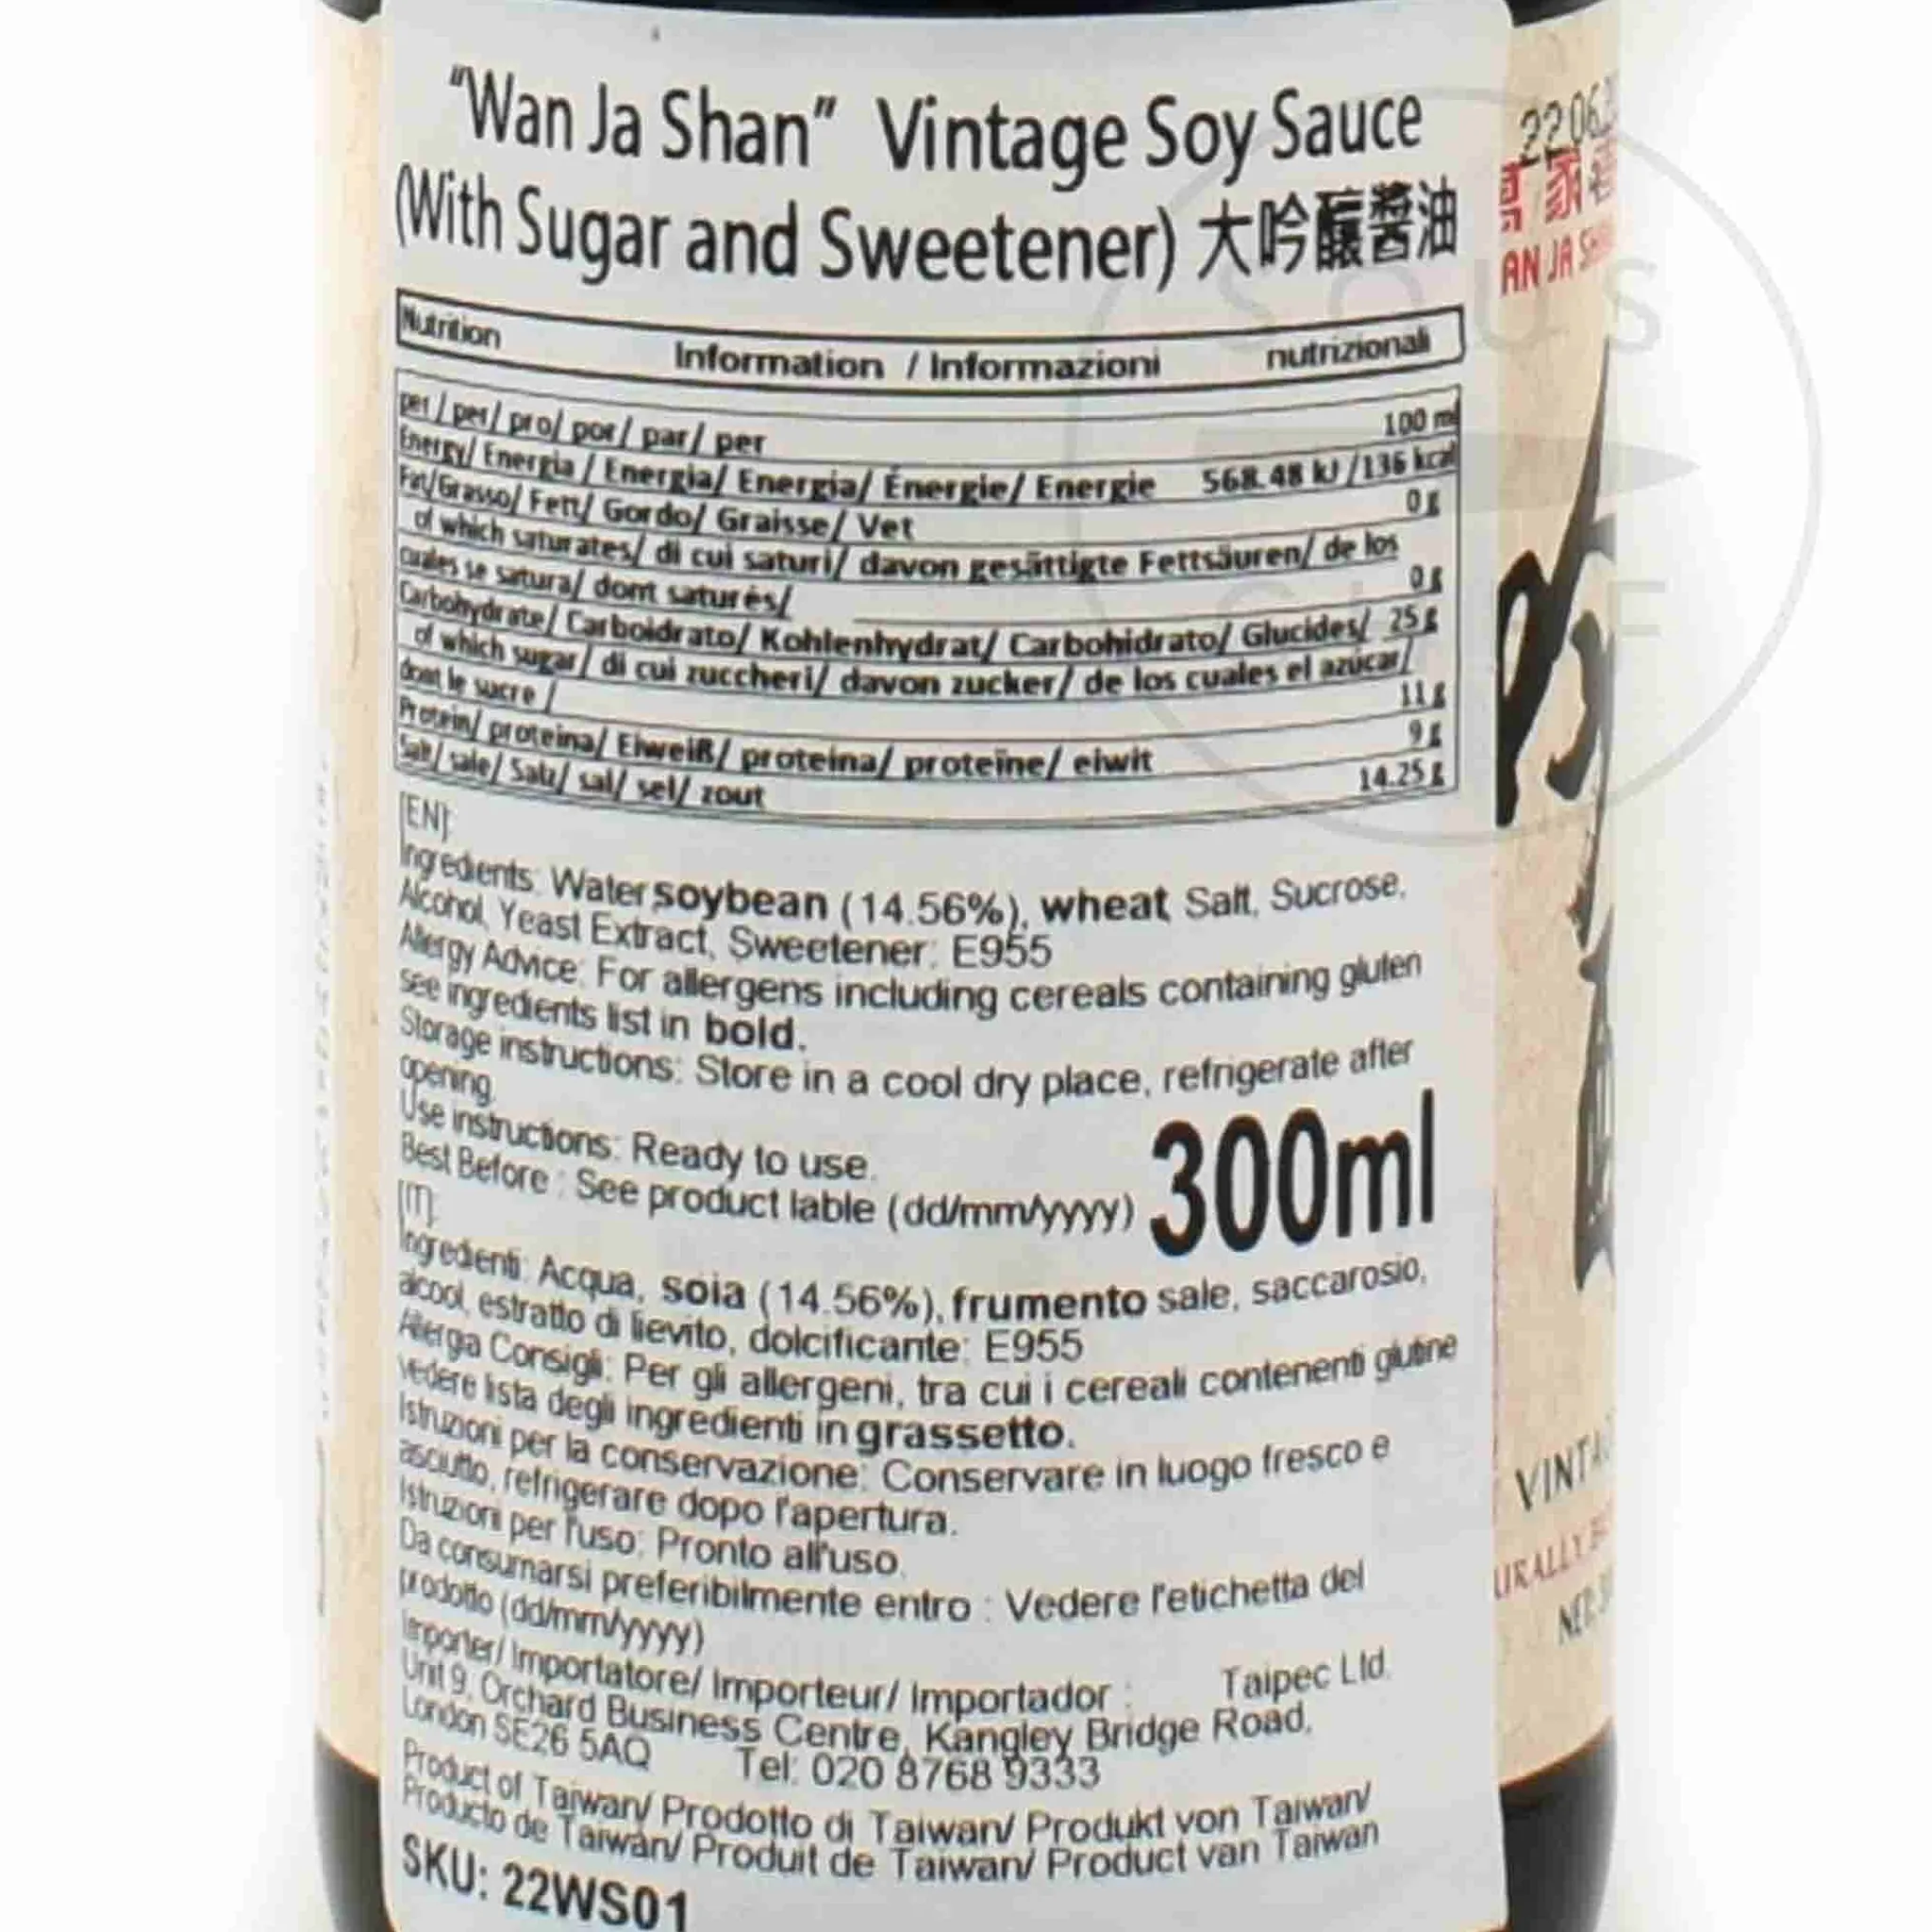 "Wan Ja Shan" Vintage Soy Sauce
(With Sugar and Sweetener) 大吟釀醬油
Nutrition Information / Informazioni nutrizionali
per / per/ pro/ por/ par/ per 100 ml
Energy/ Energia / Energia/ Energia/ Énergie/ Energie 568.48 kJ /136 kcal
Fat/Grasso/ Fett/ Gordo/ Graisse/ Vet 0 g
of which saturates/ di cui saturi/ davon gesättigte Fettsäuren/ de los
cuales se satura/ dont saturés/ 0 g
Carbohydrate/ Carboidrato/ Kohlenhydrat/ Carbohidrato/ Glucides/ 25 g
of which sugar/ di cui zuccheri/ davon zucker/ de los cuales el azúcar/
dont le sucre / 11 g
Protein/ proteina/ Eiweiß/ proteina/ proteïne/ eiwit 9 g
Salt/ sale/ Salz/ sal/ sel/ zout 14.25 g
[EN]:
Ingredients: Water soybean (14.56%), wheat, Salt, Sucrose,
Alcohol, Yeast Extract, Sweetener: E955
Allergy Advice: For allergens including cereals containing gluten
see ingredients list in bold.
Storage instructions: Store in a cool dry place, refrigerate after
opening.
Use instructions: Ready to use.
Best Before : See product lable (dd/mm/yyyy)
300ml
[IT]:
Ingredienti: Acqua, soia (14.56%), frumento sale, saccarosio,
alcool, estratto di lievito, dolcificante: E955
Allergia Consigli: Per gli allergeni, tra cui i cereali contenenti glutine
vedere lista degli ingredienti in grassetto.
Istruzioni per la conservazione: Conservare in luogo fresco e
asciutto, refrigerare dopo l'apertura.
Istruzioni per l'uso: Pronto all'uso.
Da consumarsi preferibilmente entro : Vedere l'etichetta del
prodotto (dd/mm/yyyy)
Importer/ Importatore/ Importeur/ Importador : Taipec Ltd.
Unit 9, Orchard Business Centre, Kangley Bridge Road,
London SE26 5AQ Tel: 020 8768 9333
Product of Taiwan/ Prodotto di Taiwan/ Produkt von Taiwan/
Producto de Taiwán/ Produit de Taiwan/ Product van Taiwan
SKU: 22WS01
22.06.
AN JA SH
SOUS
VINTA
URALLY B
NET